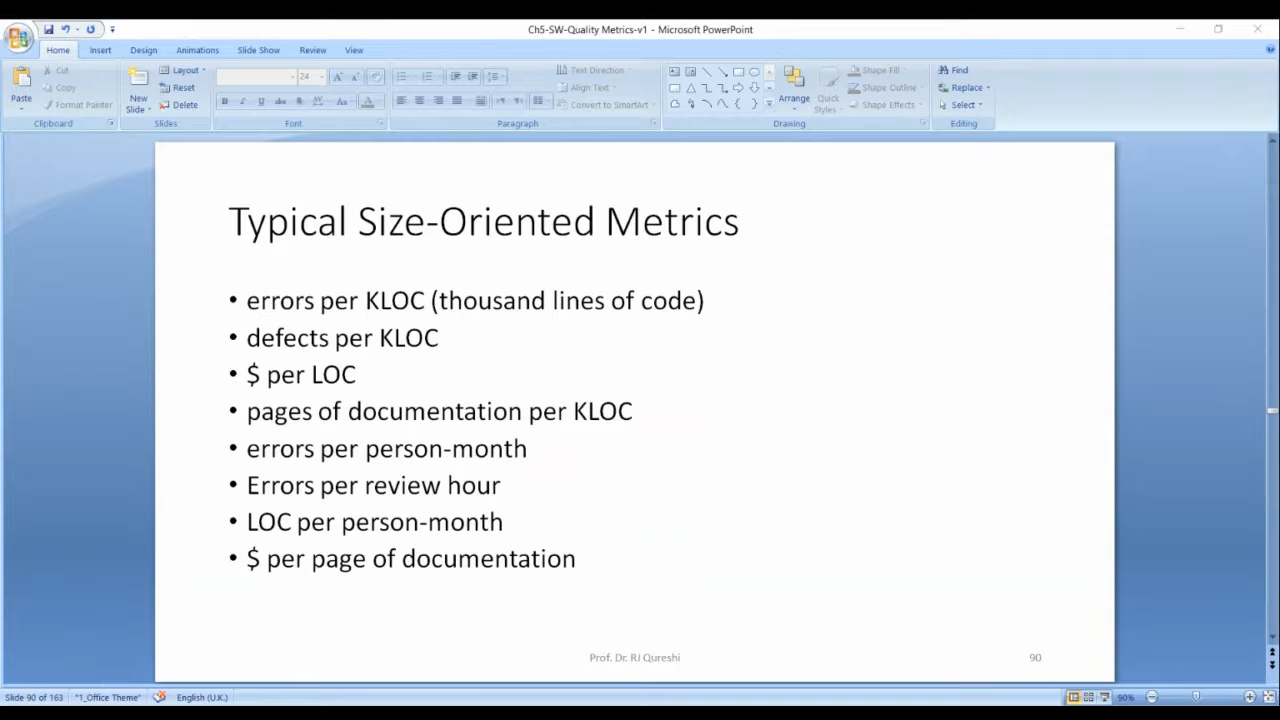 Ch5-SW-Quality Metrics-v1 - Microsoft PowerPoint
Home Insert Design Animations Slide Show Review View
Paste
Cut
Copy
Format Painter
Clipboard
New Slide
Layout
Reset
Delete
Slides
24
B I U abc S AV Aa A
Font
Text Direction
Align Text
Convert to SmartArt
Paragraph
Arrange
Quick Styles
Shape Fill
Shape Outline
Shape Effects
Drawing
Find
Replace
Select
Editing
Typical Size-Oriented Metrics
• errors per KLOC (thousand lines of code)
• defects per KLOC
• $ per LOC
• pages of documentation per KLOC
• errors per person-month
• Errors per review hour
• LOC per person-month
• $ per page of documentation
Prof. Dr. RJ Qureshi 90
Slide 90 of 163 "1_Office Theme" English (U.K.) 90%